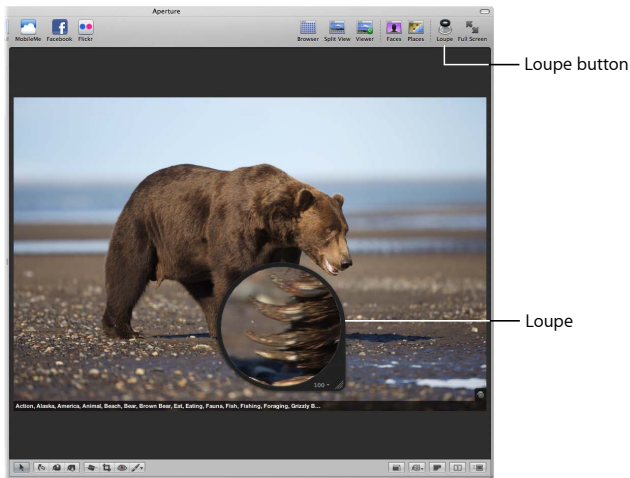 Aperture
MobileMe Facebook Flickr Browser Split View Viewer Faces Places Loupe Full Screen
Loupe button
Loupe
100
Action, Alaska, America, Animal, Beach, Bear, Brown Bear, Eat, Eating, Fauna, Fish, Fishing, Foraging, Grizzly B...